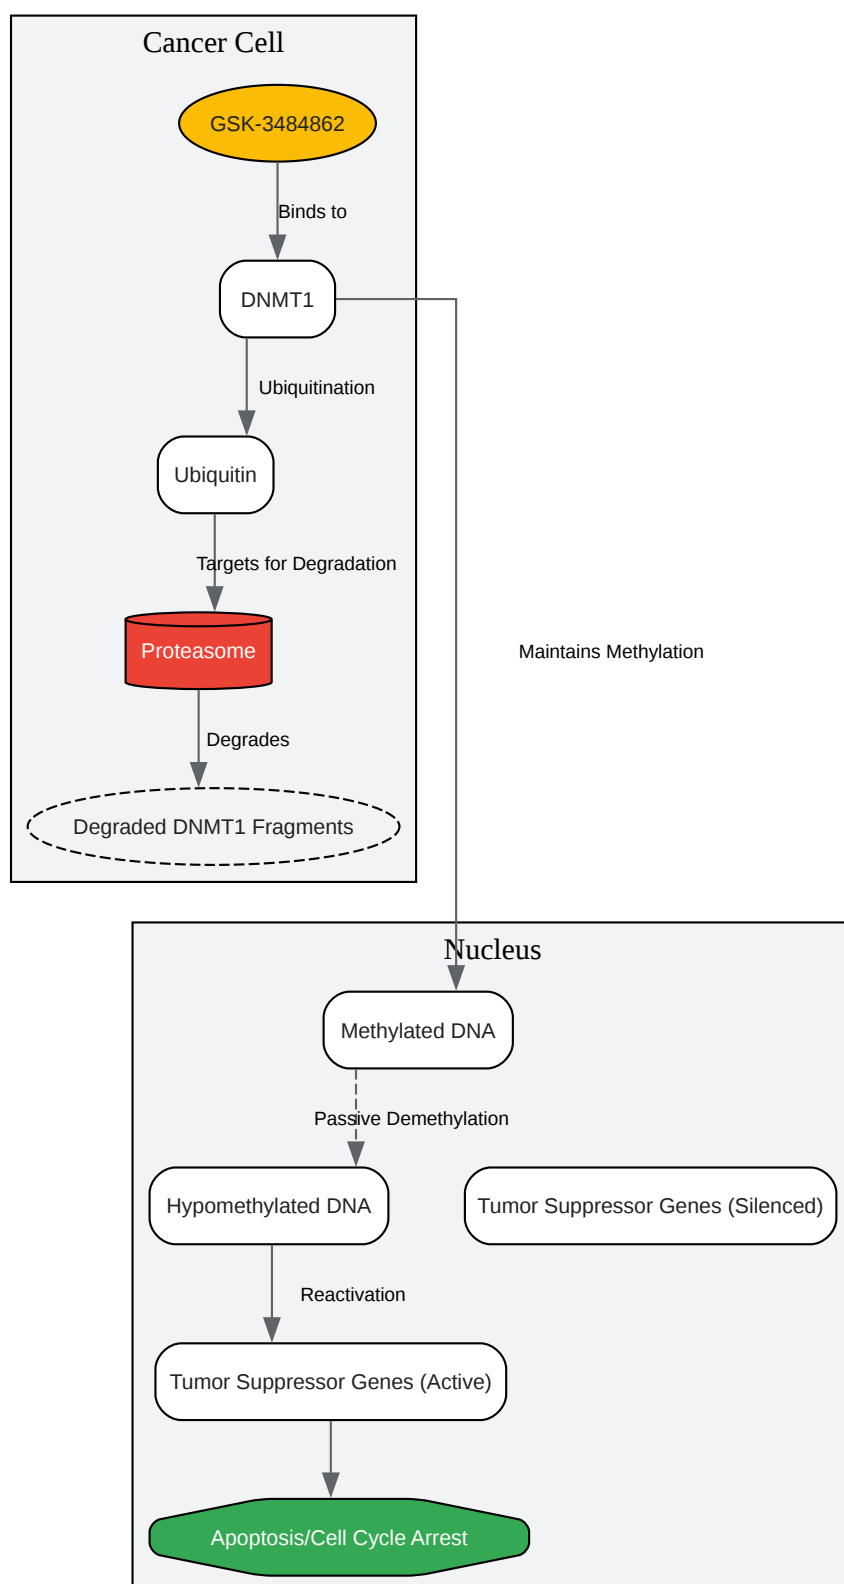 Cancer Cell
GSK-3484862
Binds to
DNMT1
Ubiquitination
Ubiquitin
Targets for Degradation
Proteasome
Maintains Methylation
Degrades
Degraded DNMT1 Fragments
Nucleus
Methylated DNA
Passive Demethylation
Hypomethylated DNA
Tumor Suppressor Genes (Silenced)
Reactivation
Tumor Suppressor Genes (Active)
Apoptosis/Cell Cycle Arrest